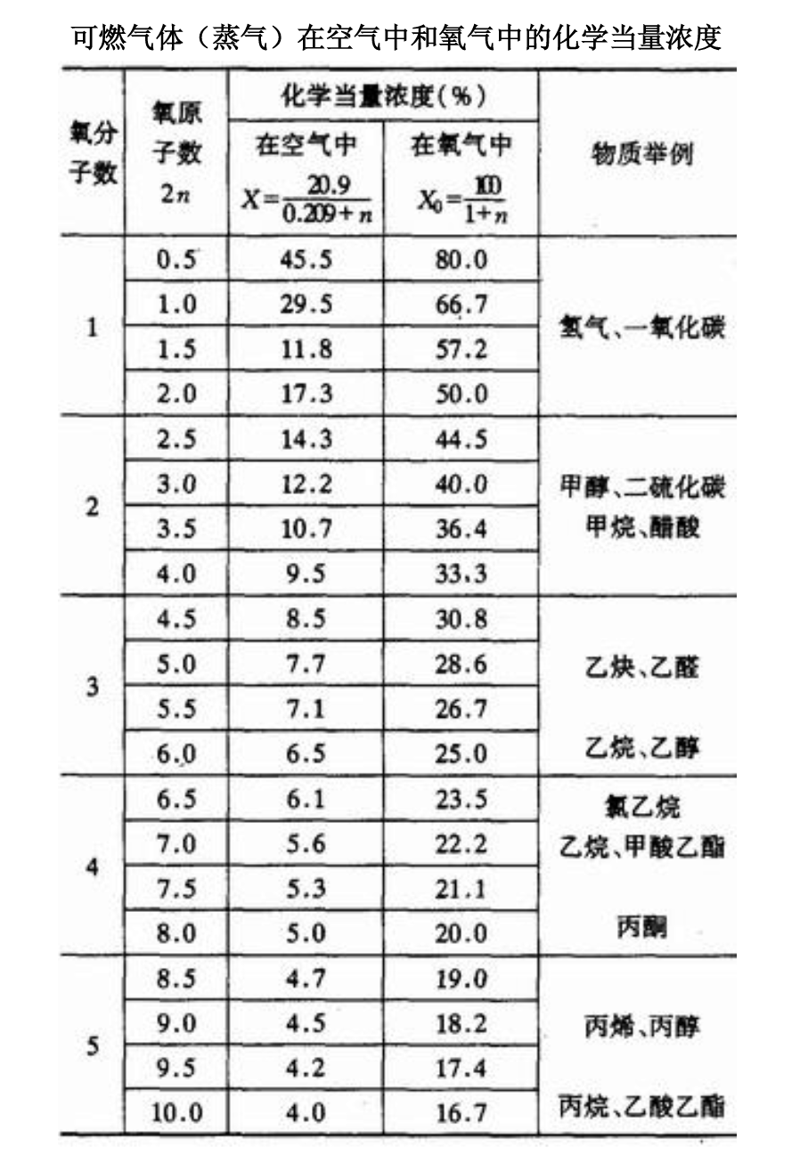 可燃气体（蒸气）在空气中和氧气中的化学当量浓度
氧分子数 氧原子数 2n 化学当量浓度(%) 物质举例
在空气中 X=20.9/0.209+n 在氧气中 X₀=100/1+n
1 0.5 45.5 80.0 氢气、一氧化碳
1.0 29.5 66.7
1.5 11.8 57.2
2.0 17.3 50.0
2 2.5 14.3 44.5 甲醇、二硫化碳
3.0 12.2 40.0 甲烷、醋酸
3.5 10.7 36.4
4.0 9.5 33.3
3 4.5 8.5 30.8
5.0 7.7 28.6 乙炔、乙醛
5.5 7.1 26.7
6.0 6.5 25.0 乙烷、乙醇
4 6.5 6.1 23.5 氯乙烷
7.0 5.6 22.2 乙烷、甲酸乙酯
7.5 5.3 21.1
8.0 5.0 20.0 丙酮
5 8.5 4.7 19.0
9.0 4.5 18.2 丙烯、丙醇
9.5 4.2 17.4
10.0 4.0 16.7 丙烷、乙酸乙酯